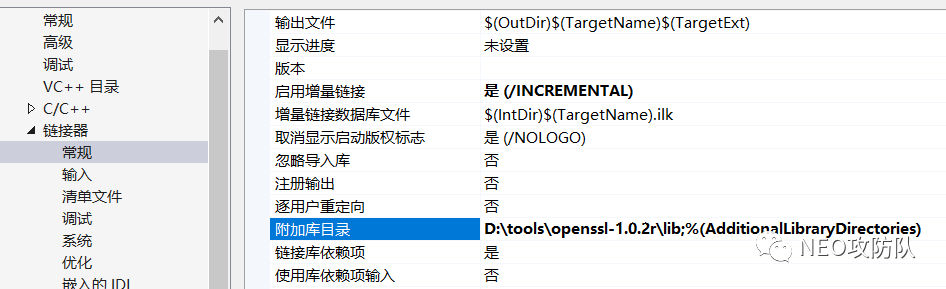 常规
高级
调试
VC++ 目录
C/C++
链接器
常规
输入
清单文件
调试
系统
优化
嵌入的 IDL
输出文件 $(OutDir)$(TargetName)$(TargetExt)
显示进度 未设置
版本
启用增量链接 是 (/INCREMENTAL)
增量链接数据库文件 $(IntDir)$(TargetName).ilk
取消显示启动版权标志 是 (/NOLOGO)
忽略导入库 否
注册输出 否
逐用户重定向 否
附加库目录 D:\tools\openssl-1.0.2r\lib;%(AdditionalLibraryDirectories)
链接库依赖项 是
使用库依赖项输入 否
NEO攻防队